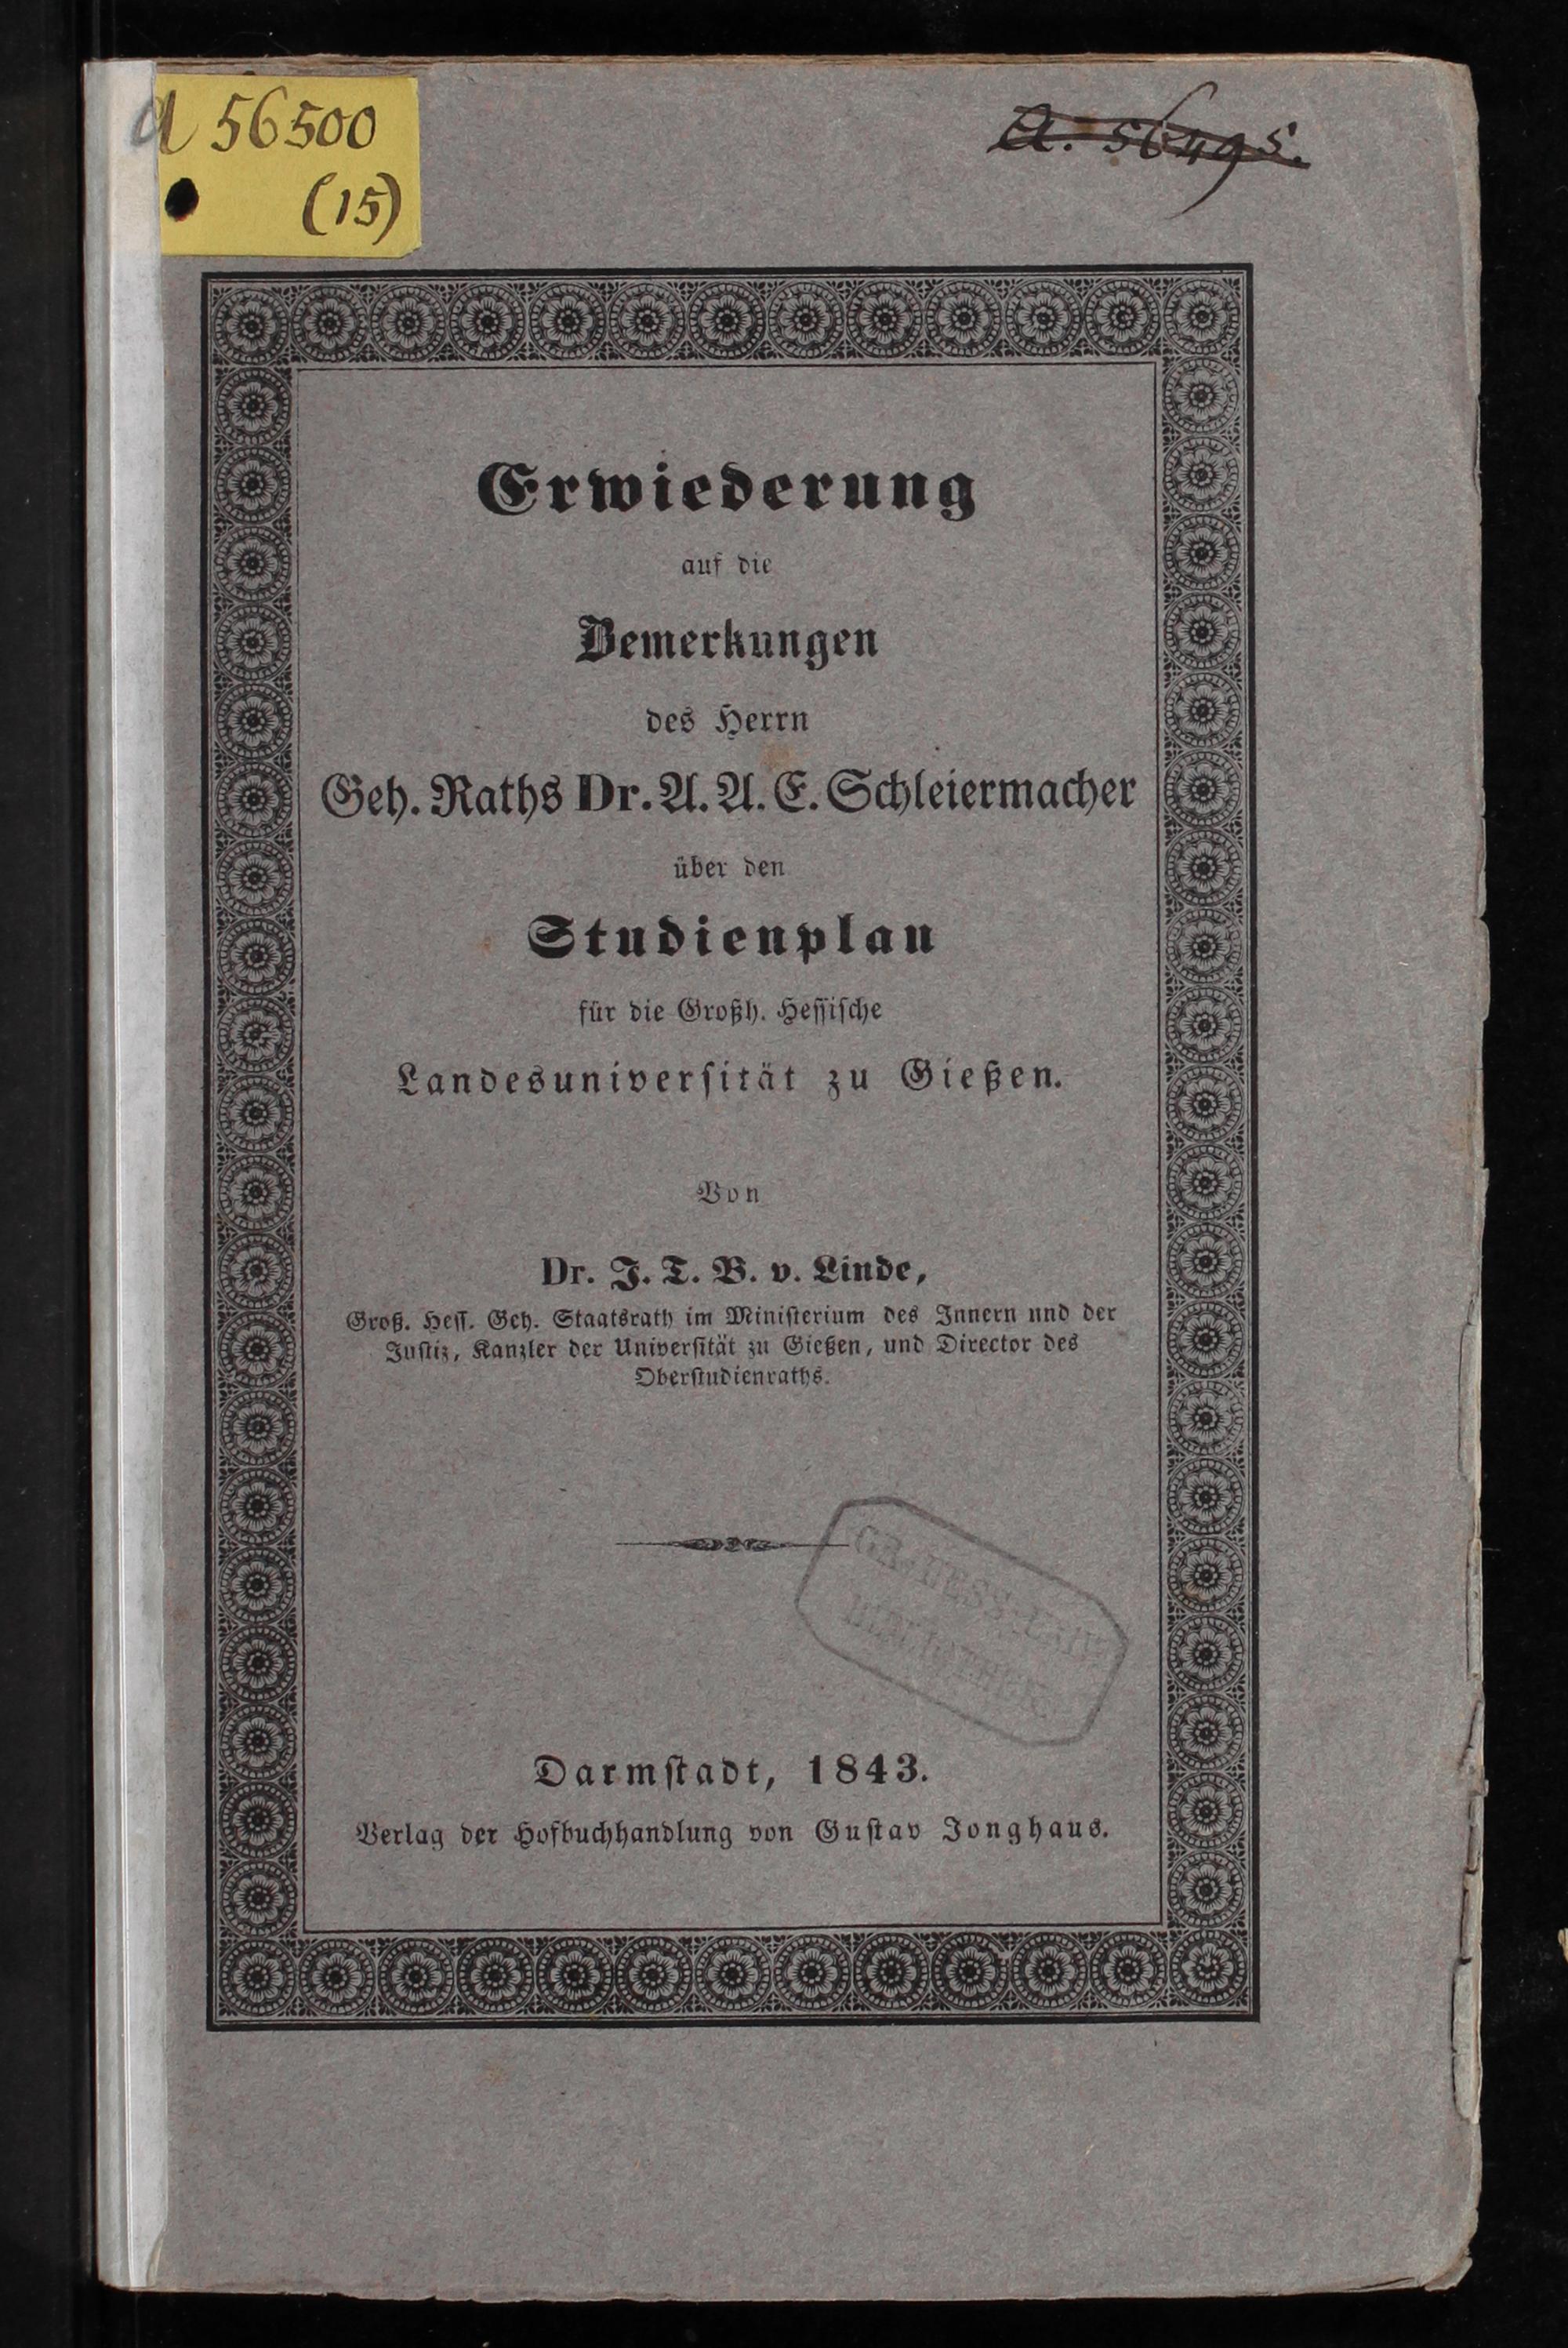 a 56500
(15)
a. 56495.
Erwiederung
auf die
Bemerkungen
des Herrn
Geh. Raths Dr. A. A. E. Schleiermacher
über den
Studienplan
für die Großh. Hessische
Landesuniversität zu Gießen.
Von
Dr. J. T. B. v. Linde,
Groß. Hess. Geh. Staatsrath im Ministerium des Innern und der
Justiz, Kanzler der Universität zu Gießen, und Director des
Oberstudienraths.
Darmstadt, 1843.
Verlag der Hofbuchhandlung von Gustav Jonghaus.